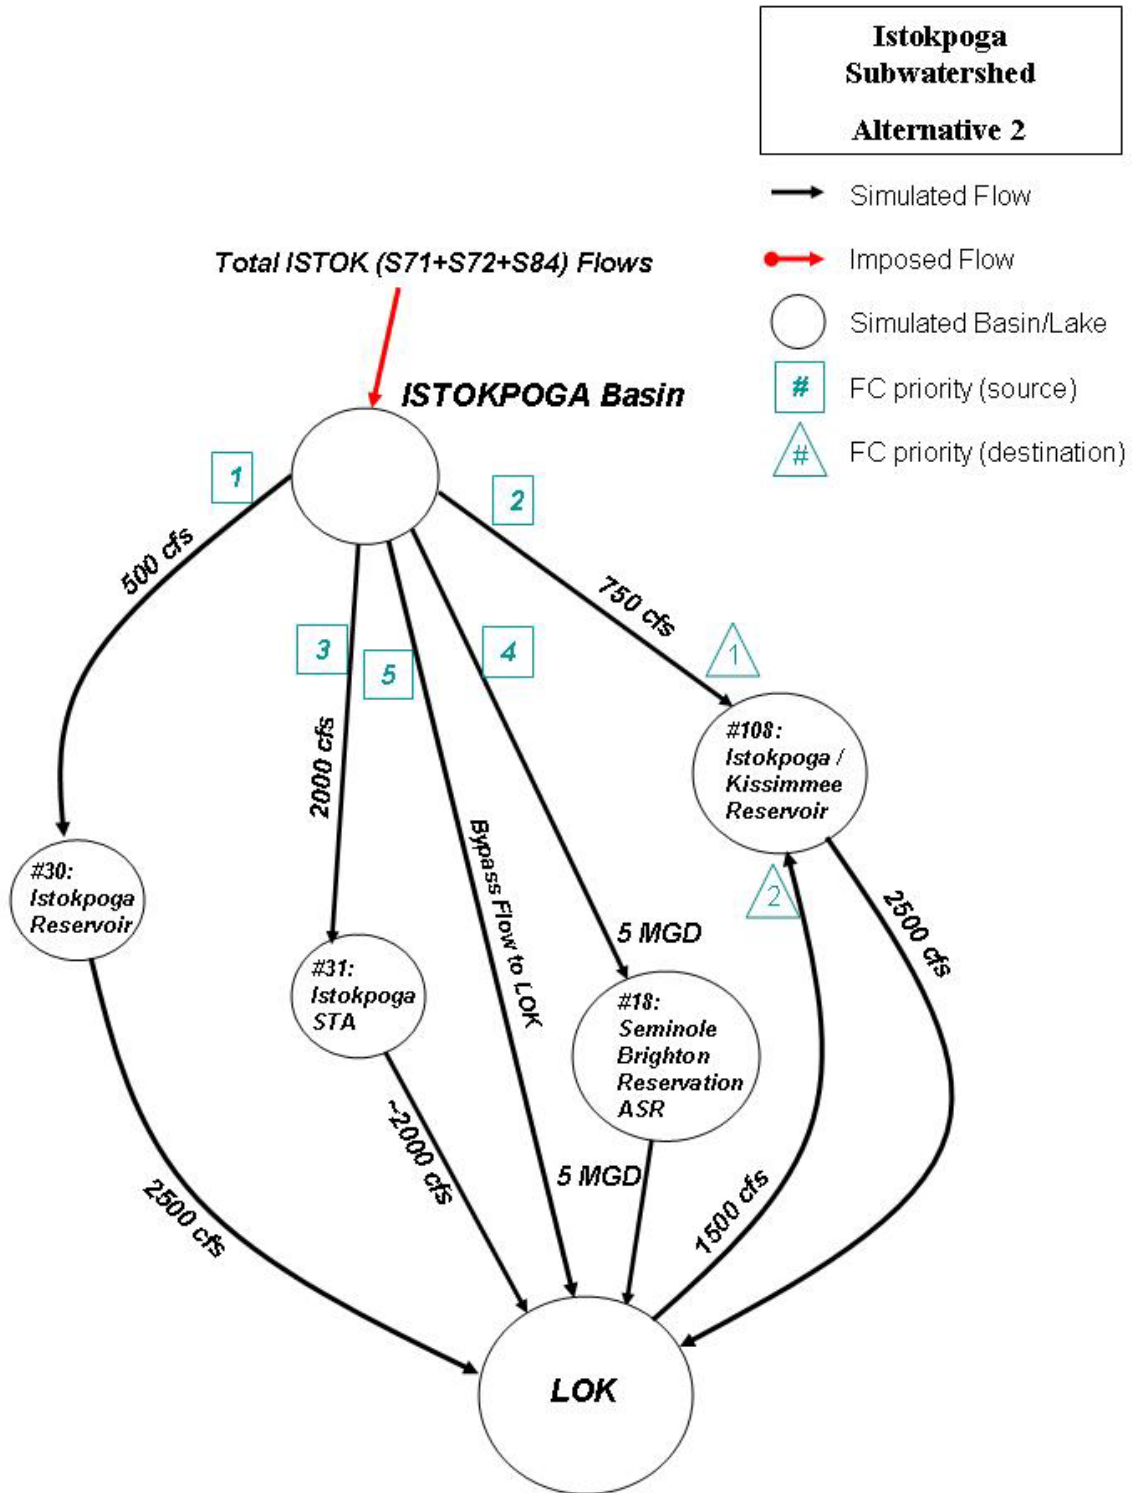 Istokpoga
Subwatershed
Alternative 2
Simulated Flow
Imposed Flow
Simulated Basin/Lake
# FC priority (source)
# FC priority (destination)
Total ISTOK (S71+S72+S84) Flows
ISTOKPOGA Basin
1
2
500 cfs
750 cfs
3
5
4
1
2000 cfs
#108:
Istokpoga /
Kissimmee
Reservoir
#30:
Istokpoga
Reservoir
Bypass Flow to LOK
2
2500 cfs
5 MGD
#31:
Istokpoga
STA
#18:
Seminole
Brighton
Reservation
ASR
~2000 cfs
5 MGD
1500 cfs
2500 cfs
LOK